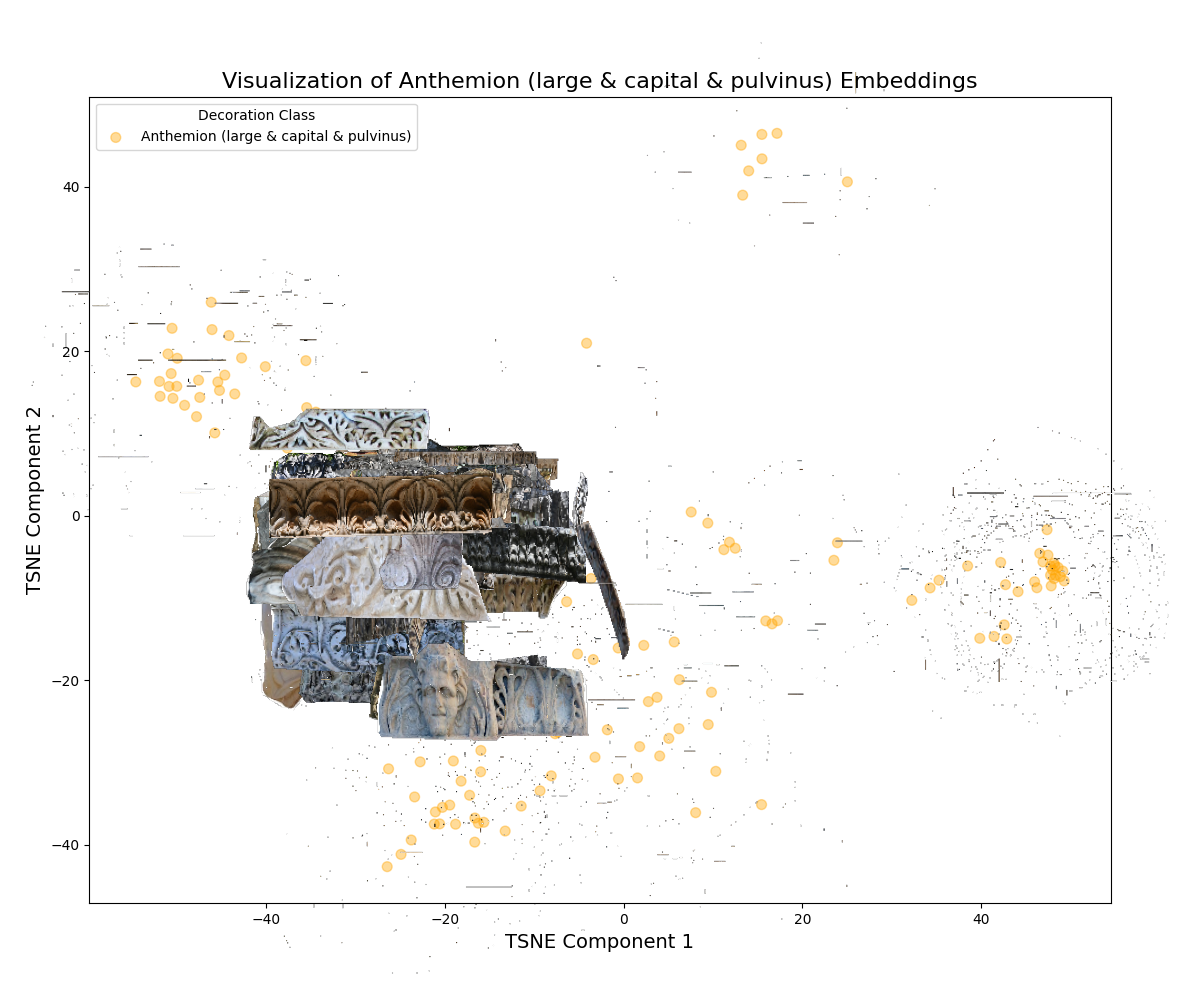 Visualization of Anthemion (large & capital & pulvinus) Embeddings
Decoration Class
Anthemion (large & capital & pulvinus)
40
20
0
−20
−40
TSNE Component 2
−40 −20 0 20 40
TSNE Component 1